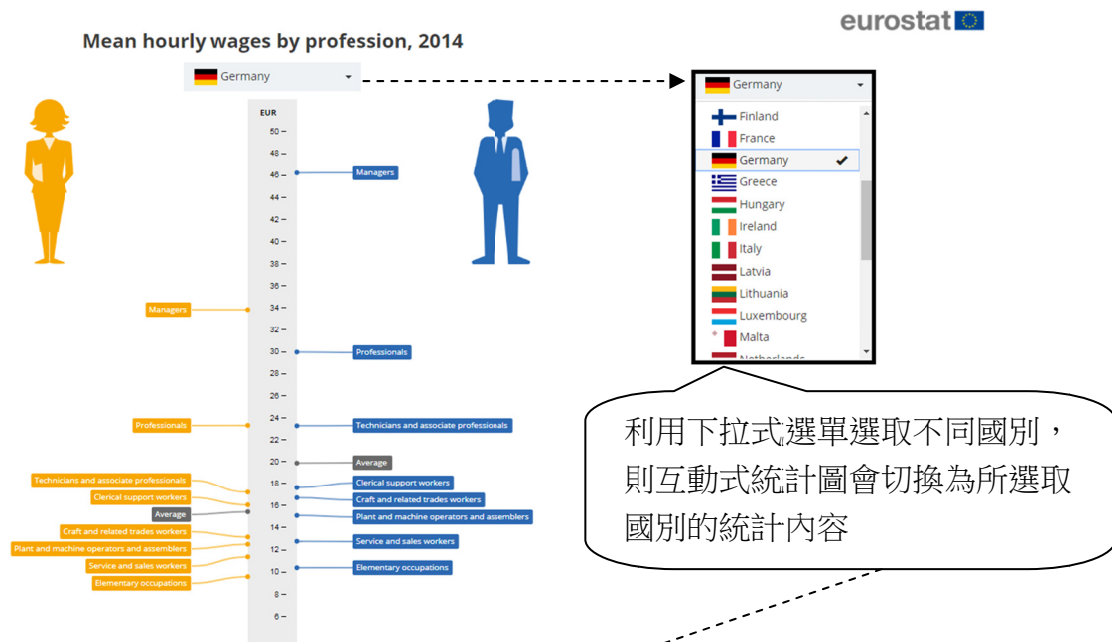 eurostat
Mean hourly wages by profession, 2014
Germany
EUR
50
48
46
44
42
40
38
36
34
32
30
28
26
24
22
20
18
16
14
12
10
8
6
Managers
Professionals
Technicians and associate professionals
Clerical support workers
Average
Craft and related trades workers
Plant and machine operators and assemblers
Service and sales workers
Elementary occupations
Managers
Professionals
Technicians and associate professionals
Average
Clerical support workers
Craft and related trades workers
Plant and machine operators and assemblers
Service and sales workers
Elementary occupations
Germany
Finland
France
Germany
Greece
Hungary
Ireland
Italy
Latvia
Lithuania
Luxembourg
Malta
Netherlands
利用下拉式選單選取不同國別，
則互動式統計圖會切換為所選取
國別的統計內容